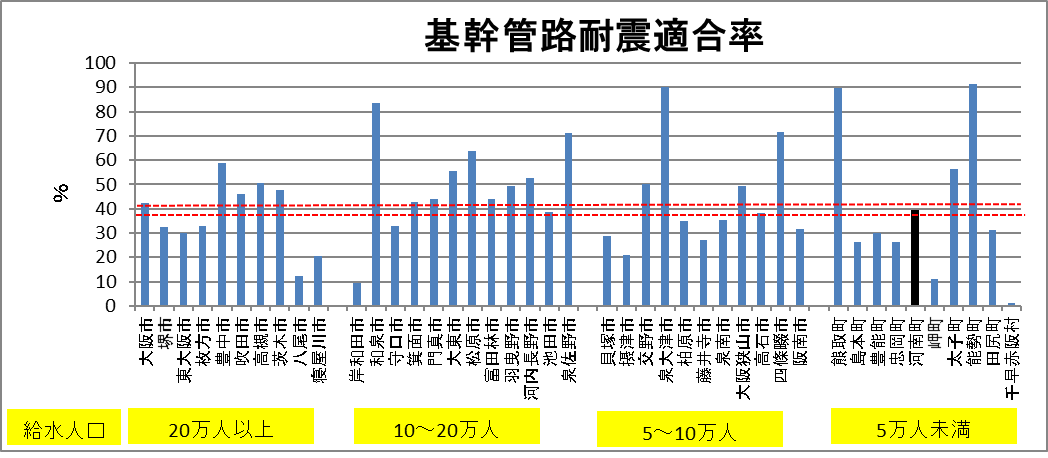 基幹管路耐震適合率
%
100
90
80
70
60
50
40
30
20
10
0
大阪市
堺市
東大阪市
枚方市
豊中市
吹田市
高槻市
茨木市
八尾市
寝屋川市
岸和田市
和泉市
守口市
箕面市
門真市
大東市
松原市
富田林市
羽曳野市
河内長野市
池田市
泉佐野市
貝塚市
摂津市
交野市
泉大津市
柏原市
藤井寺市
泉南市
大阪狭山市
高石市
四條畷市
阪南市
熊取町
島本町
豊能町
忠岡町
河南町
岬町
太子町
能勢町
田尻町
千早赤阪村
給水人口
20万人以上
10～20万人
5～10万人
5万人未満